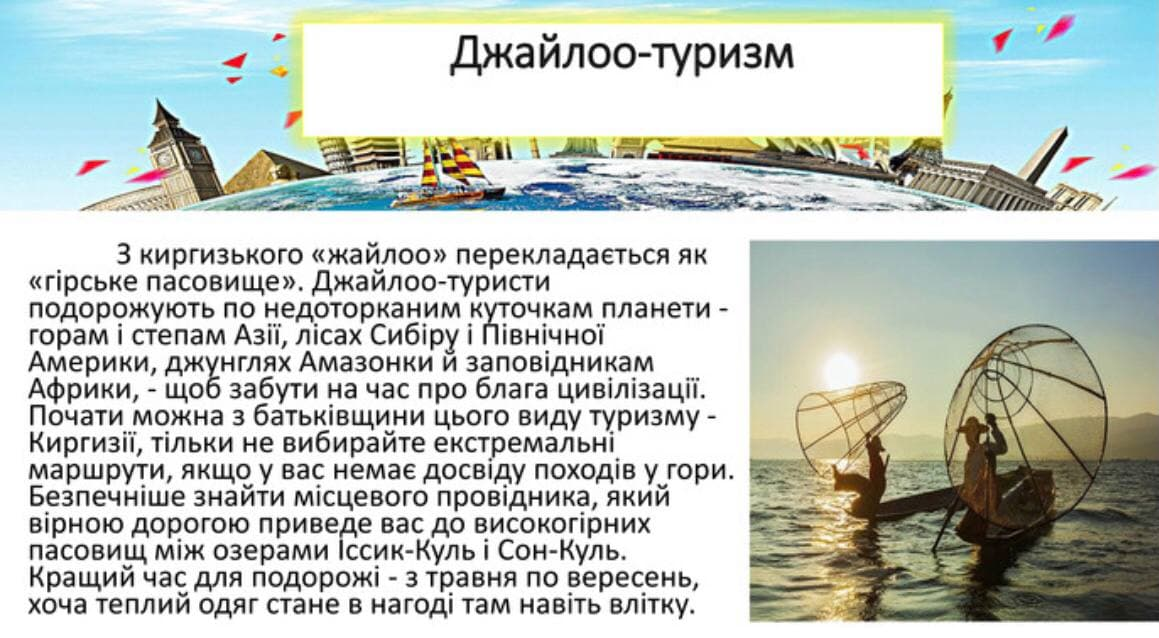 Джайлоо-туризм
З киргизького «жайлоо» перекладається як
«гірське пасовище». Джайлоо-туристи
подорожують по недоторканим куточкам планети -
горам і степам Азії, лісах Сибіру і Північної
Америки, джунглях Амазонки й заповідникам
Африки, - щоб забути на час про блага цивілізації.
Почати можна з батьківщини цього виду туризму -
Киргизії, тільки не вибирайте екстремальні
маршрути, якщо у вас немає досвіду походів у гори.
Безпечніше знайти місцевого провідника, який
вірною дорогою приведе вас до високогірних
пасовищ між озерами Іссик-Куль і Сон-Куль.
Кращий час для подорожі - з травня по вересень,
хоча теплий одяг стане в нагоді там навіть влітку.